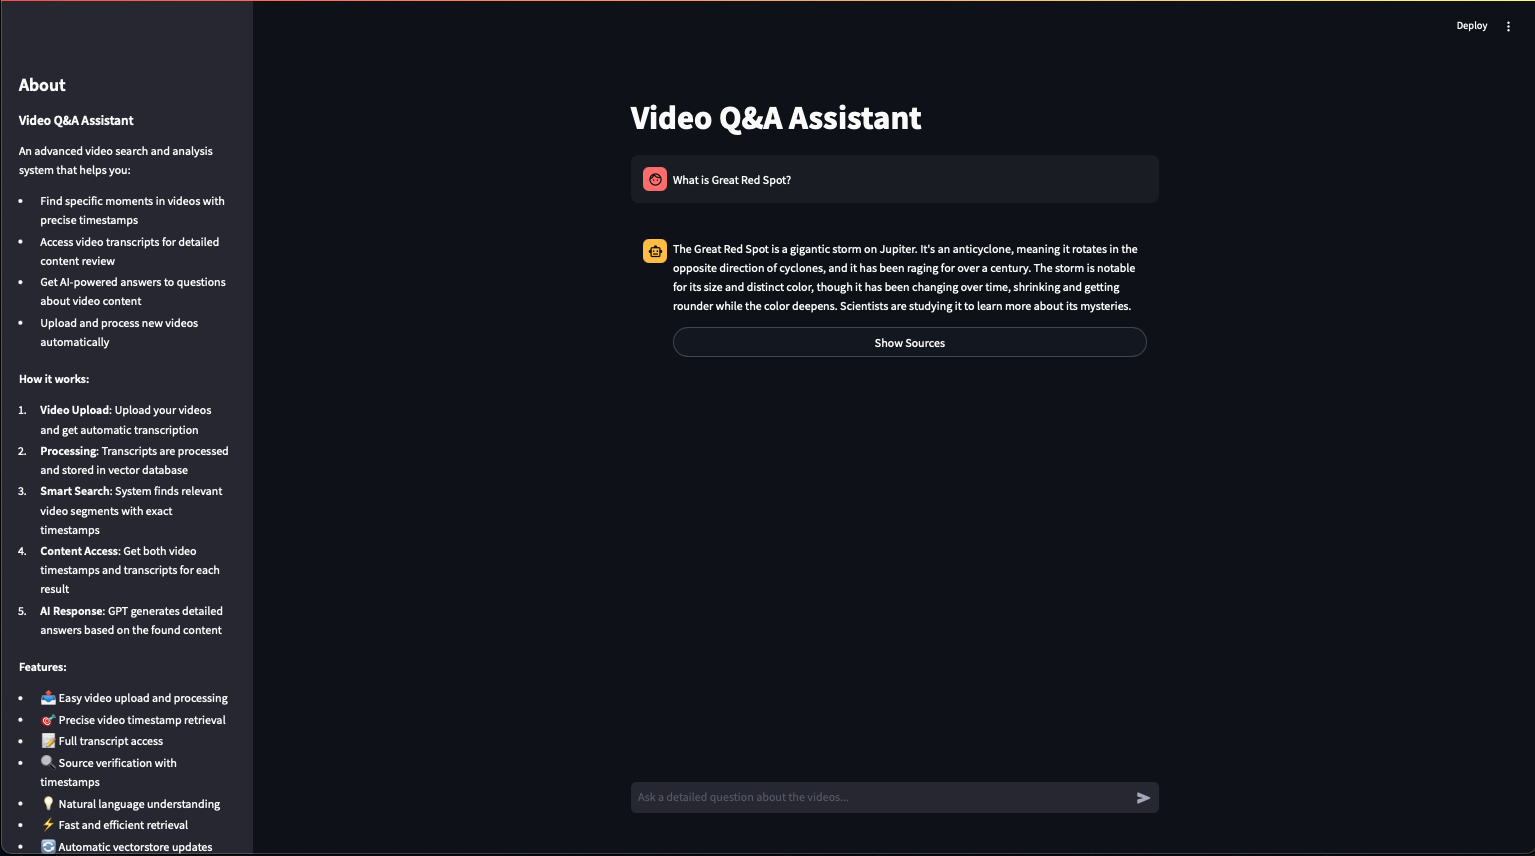 Deploy
About
Video Q&A Assistant
An advanced video search and analysis
system that helps you:
• Find specific moments in videos with
precise timestamps
• Access video transcripts for detailed
content review
• Get AI-powered answers to questions
about video content
• Upload and process new videos
automatically
How it works:
1. Video Upload: Upload your videos
and get automatic transcription
2. Processing: Transcripts are processed
and stored in vector database
3. Smart Search: System finds relevant
video segments with exact
timestamps
4. Content Access: Get both video
timestamps and transcripts for each
result
5. AI Response: GPT generates detailed
answers based on the found content
Features:
• 📤 Easy video upload and processing
• 🎯 Precise video timestamp retrieval
• 📝 Full transcript access
• 🔍 Source verification with
timestamps
• 💡 Natural language understanding
• ⚡ Fast and efficient retrieval
• 🔄 Automatic vectorstore updates
Video Q&A Assistant
What is Great Red Spot?
The Great Red Spot is a gigantic storm on Jupiter. It's an anticyclone, meaning it rotates in the
opposite direction of cyclones, and it has been raging for over a century. The storm is notable
for its size and distinct color, though it has been changing over time, shrinking and getting
rounder while the color deepens. Scientists are studying it to learn more about its mysteries.
Show Sources
Ask a detailed question about the videos...